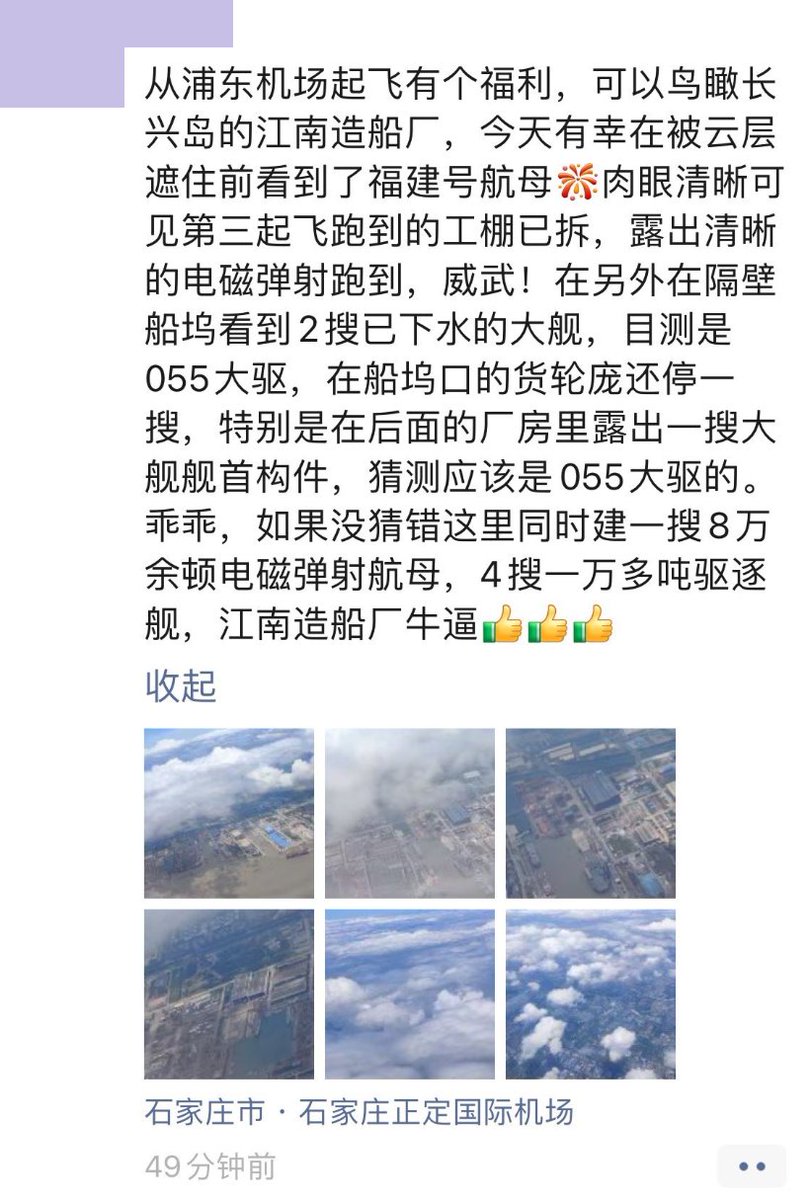 从浦东机场起飞有个福利，可以鸟瞰长
兴岛的江南造船厂，今天有幸在被云层
遮住前看到了福建号航母🎆肉眼清晰可
见第三起飞跑到的工棚已拆，露出清晰
的电磁弹射跑到，威武！在另外在隔壁
船坞看到2搜已下水的大舰，目测是
055大驱，在船坞口的货轮庞还停一
搜，特别是在后面的厂房里露出一搜大
舰舰首构件，猜测应该是055大驱的。
乖乖，如果没猜错这里同时建一搜8万
余顿电磁弹射航母，4搜一万多吨驱逐
舰，江南造船厂牛逼👍👍👍
收起
石家庄市·石家庄正定国际机场
49分钟前